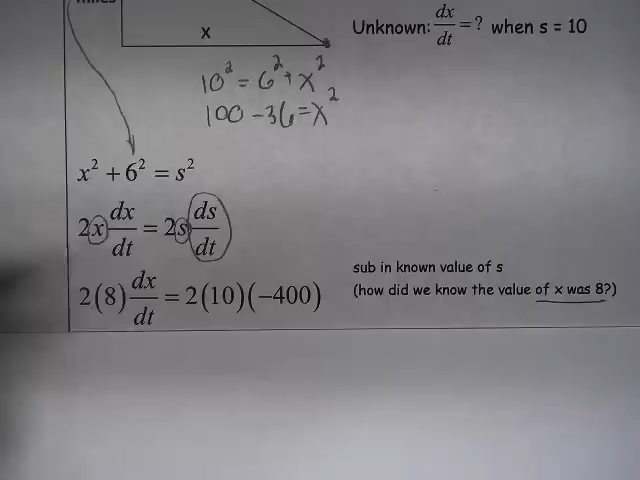 miles
x
Unknown: dx/dt = ? when s = 10
10² = 6² + x²
100 - 36 = x²
x² + 6² = s²
2x dx/dt = 2s ds/dt
sub in known value of s
2(8) dx/dt = 2(10)(-400)
(how did we know the value of x was 8?)